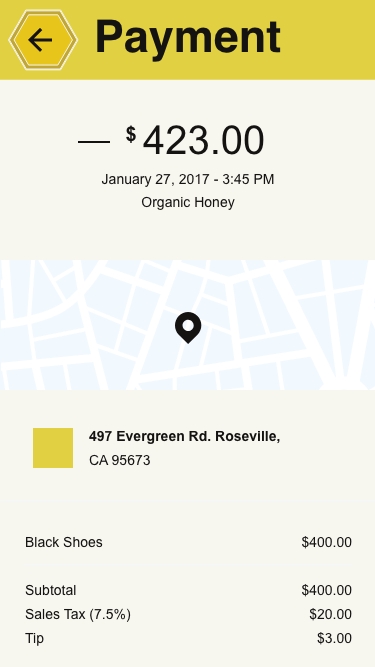 Payment
— $ 423.00
January 27, 2017 - 3:45 PM
Organic Honey
497 Evergreen Rd. Roseville,
CA 95673
Black Shoes $400.00
Subtotal $400.00
Sales Tax (7.5%) $20.00
Tip $3.00